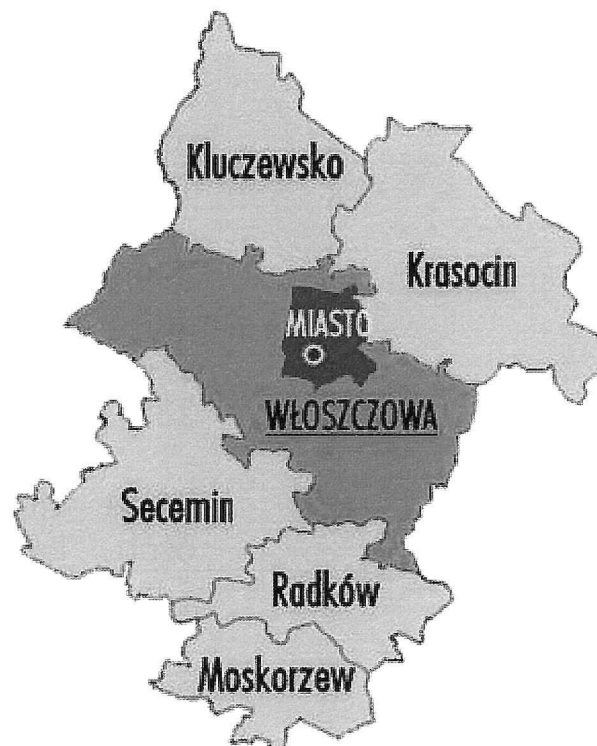 Kluczewsko
Krasocin
MIASTO
WŁOSZCZOWA
Secemin
Radków
Moskorzew